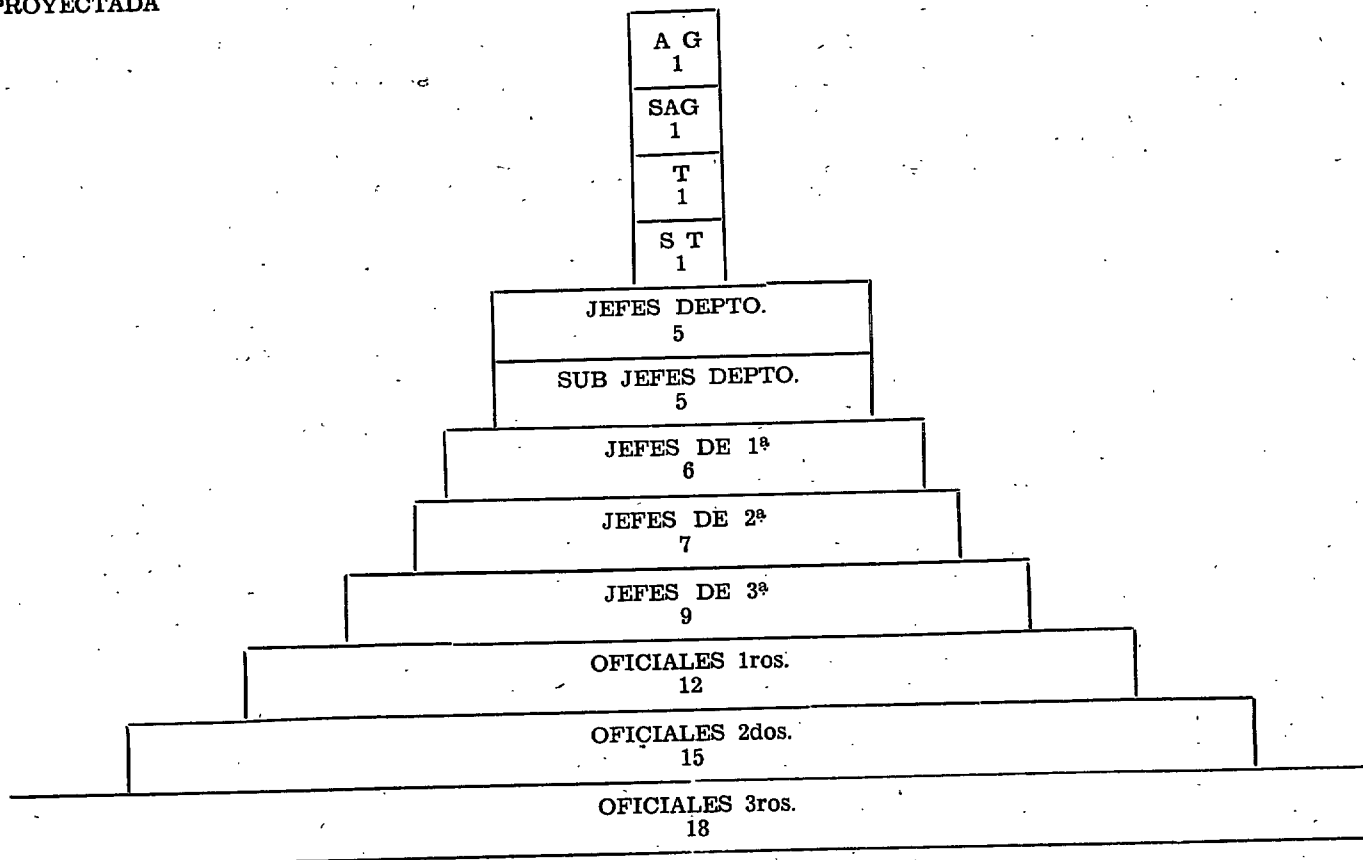 PROYECTADA
A G
1
SAG
1
T
1
S T
1
JEFES DEPTO.
5
SUB JEFES DEPTO.
5
JEFES DE 1ª
6
JEFES DE 2ª
7
JEFES DE 3ª
9
OFICIALES 1ros.
12
OFICIALES 2dos.
15
OFICIALES 3ros.
18